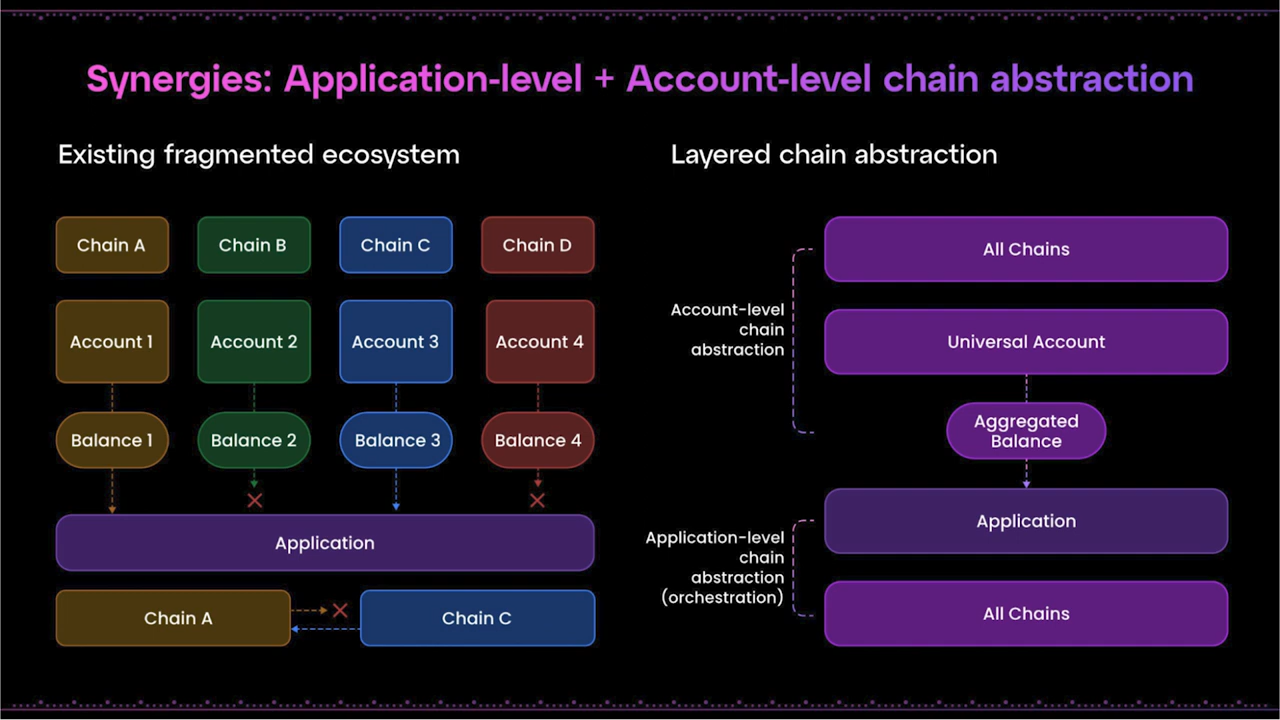 Synergies: Application-level + Account-level chain abstraction
Existing fragmented ecosystem
Chain A
Chain B
Chain C
Chain D
Account 1
Account 2
Account 3
Account 4
Balance 1
Balance 2
Balance 3
Balance 4
Application
Chain A
Chain C
Layered chain abstraction
All Chains
Account-level
chain
abstraction
Universal Account
Aggregated
Balance
Application
Application-level
chain
abstraction
(orchestration)
All Chains